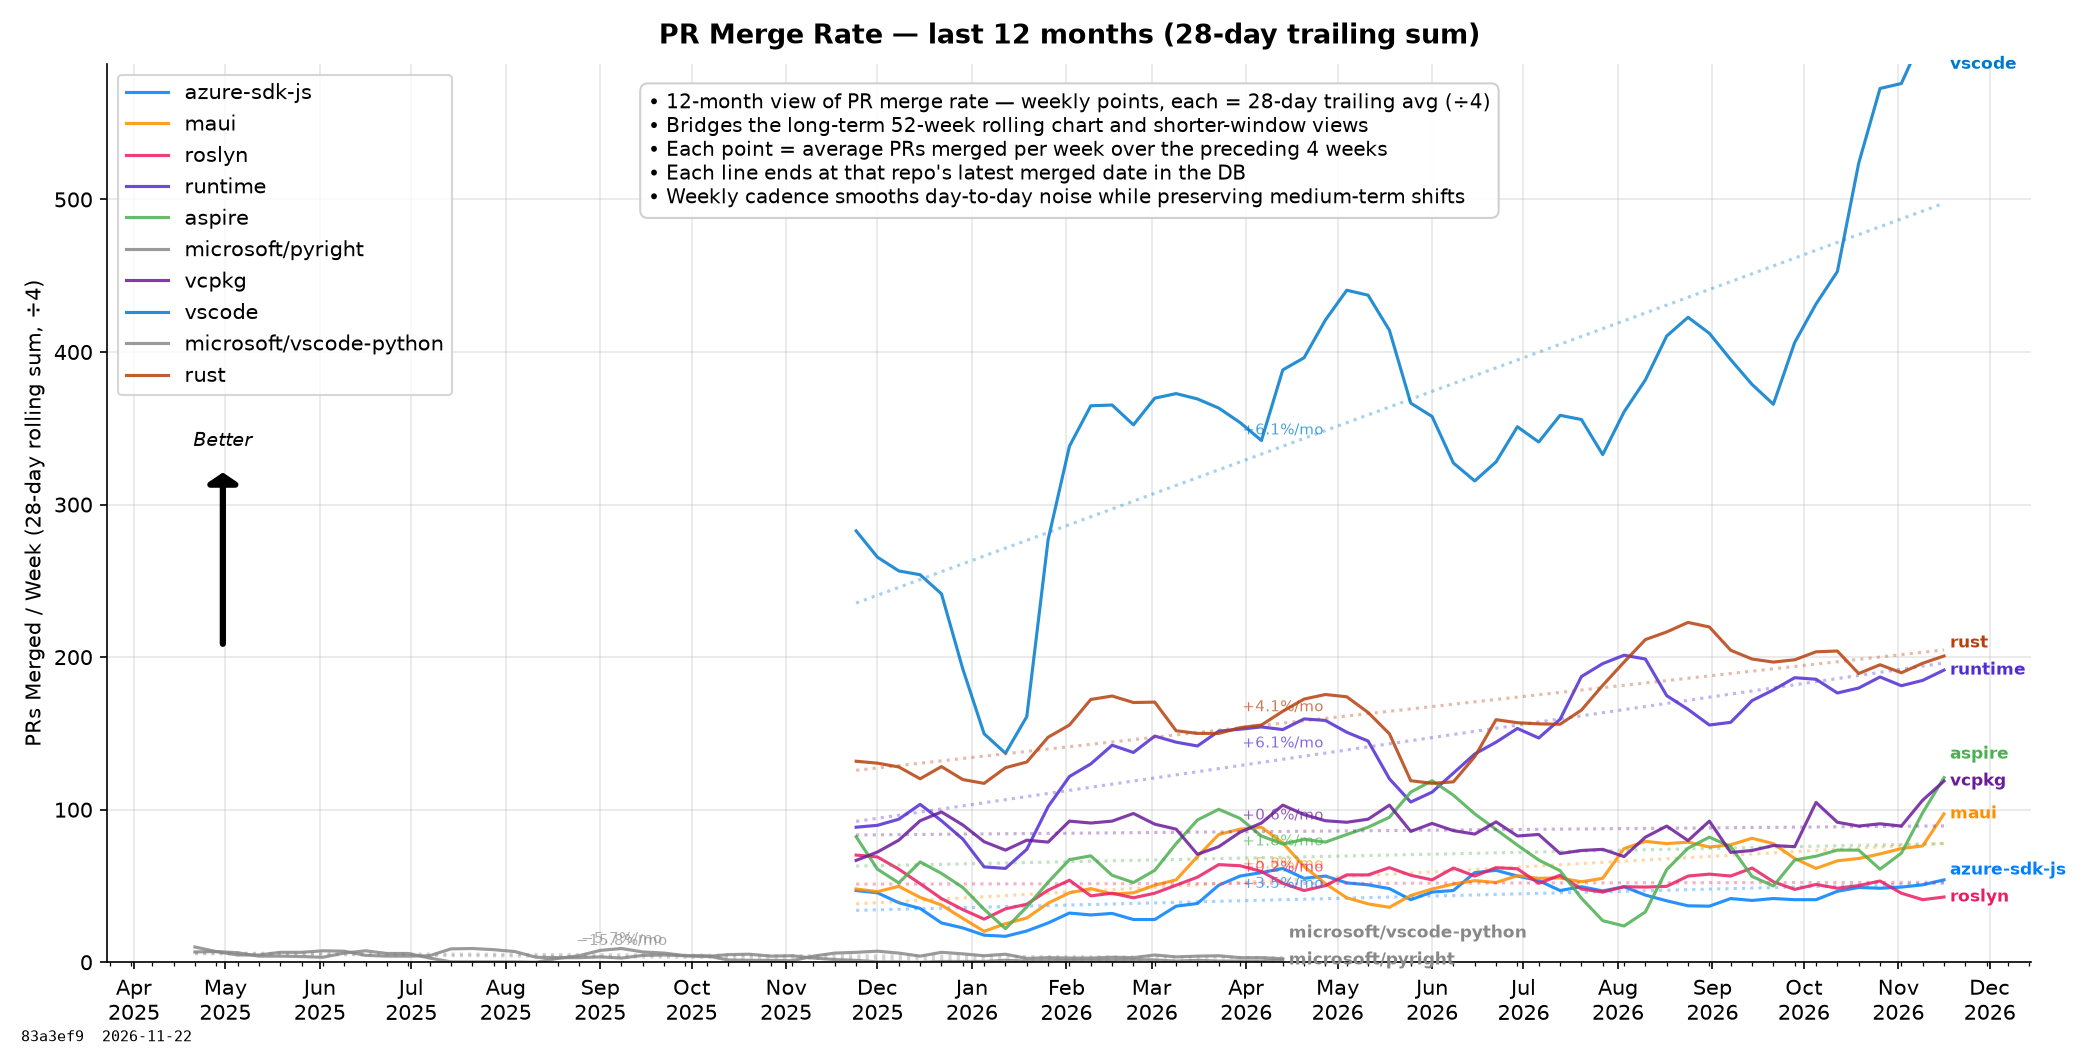 PR Merge Rate — last 12 months (28-day trailing sum)
azure-sdk-js
maui
roslyn
runtime
aspire
microsoft/pyright
vcpkg
vscode
microsoft/vscode-python
rust
• 12-month view of PR merge rate — weekly points, each = 28-day trailing avg (÷4)
• Bridges the long-term 52-week rolling chart and shorter-window views
• Each point = average PRs merged per week over the preceding 4 weeks
• Each line ends at that repo's latest merged date in the DB
• Weekly cadence smooths day-to-day noise while preserving medium-term shifts
vscode
Better
PRs Merged / Week (28-day rolling sum, ÷4)
500
400
300
200
100
0
+6.1%/mo
+4.1%/mo
+6.1%/mo
+3.5%/mo
−15.8%/mo
rust
runtime
aspire
vcpkg
maui
azure-sdk-js
roslyn
microsoft/vscode-python
microsoft/pyright
Apr May Jun Jul Aug Sep Oct Nov Dec Jan Feb Mar Apr May Jun Jul Aug Sep Oct Nov Dec
2025 2025 2025 2025 2025 2025 2025 2025 2025 2026 2026 2026 2026 2026 2026 2026 2026 2026 2026 2026 2026
83a3ef9 2026-11-22